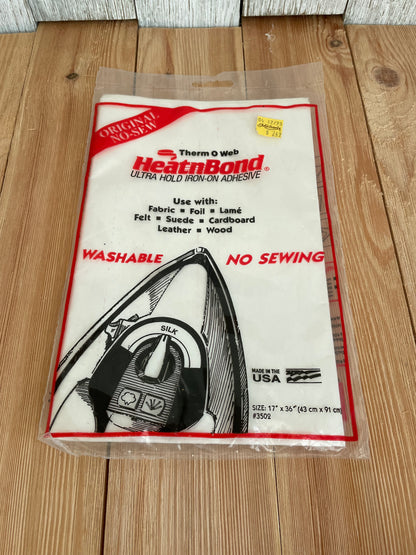 ORIGINAL
NO-SEW
Therm O Web
HeatnBond®
ULTRA HOLD IRON-ON ADHESIVE
Use with:
Fabric ▪ Foil ▪ Lamé
Felt ▪ Suede ▪ Cardboard
Leather ▪ Wood
WASHABLE NO SEWING
SILK
MADE IN THE
USA
SIZE: 17" x 36" (43 cm x 91 cm)
#3502